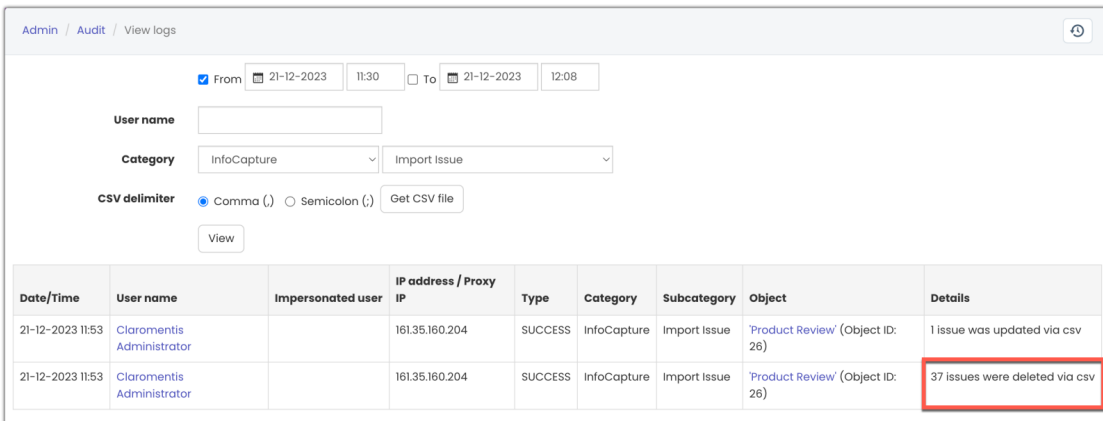 Admin / Audit / View logs
From 21-12-2023 11:30 To 21-12-2023 12:08
User name
Category InfoCapture Import Issue
CSV delimiter Comma (,) Semicolon (;) Get CSV file
View
Date/Time User name Impersonated user IP address / Proxy IP Type Category Subcategory Object Details
21-12-2023 11:53 Claromentis Administrator 161.35.160.204 SUCCESS InfoCapture Import Issue 'Product Review' (Object ID: 26) 1 issue was updated via csv
21-12-2023 11:53 Claromentis Administrator 161.35.160.204 SUCCESS InfoCapture Import Issue 'Product Review' (Object ID: 26) 37 issues were deleted via csv